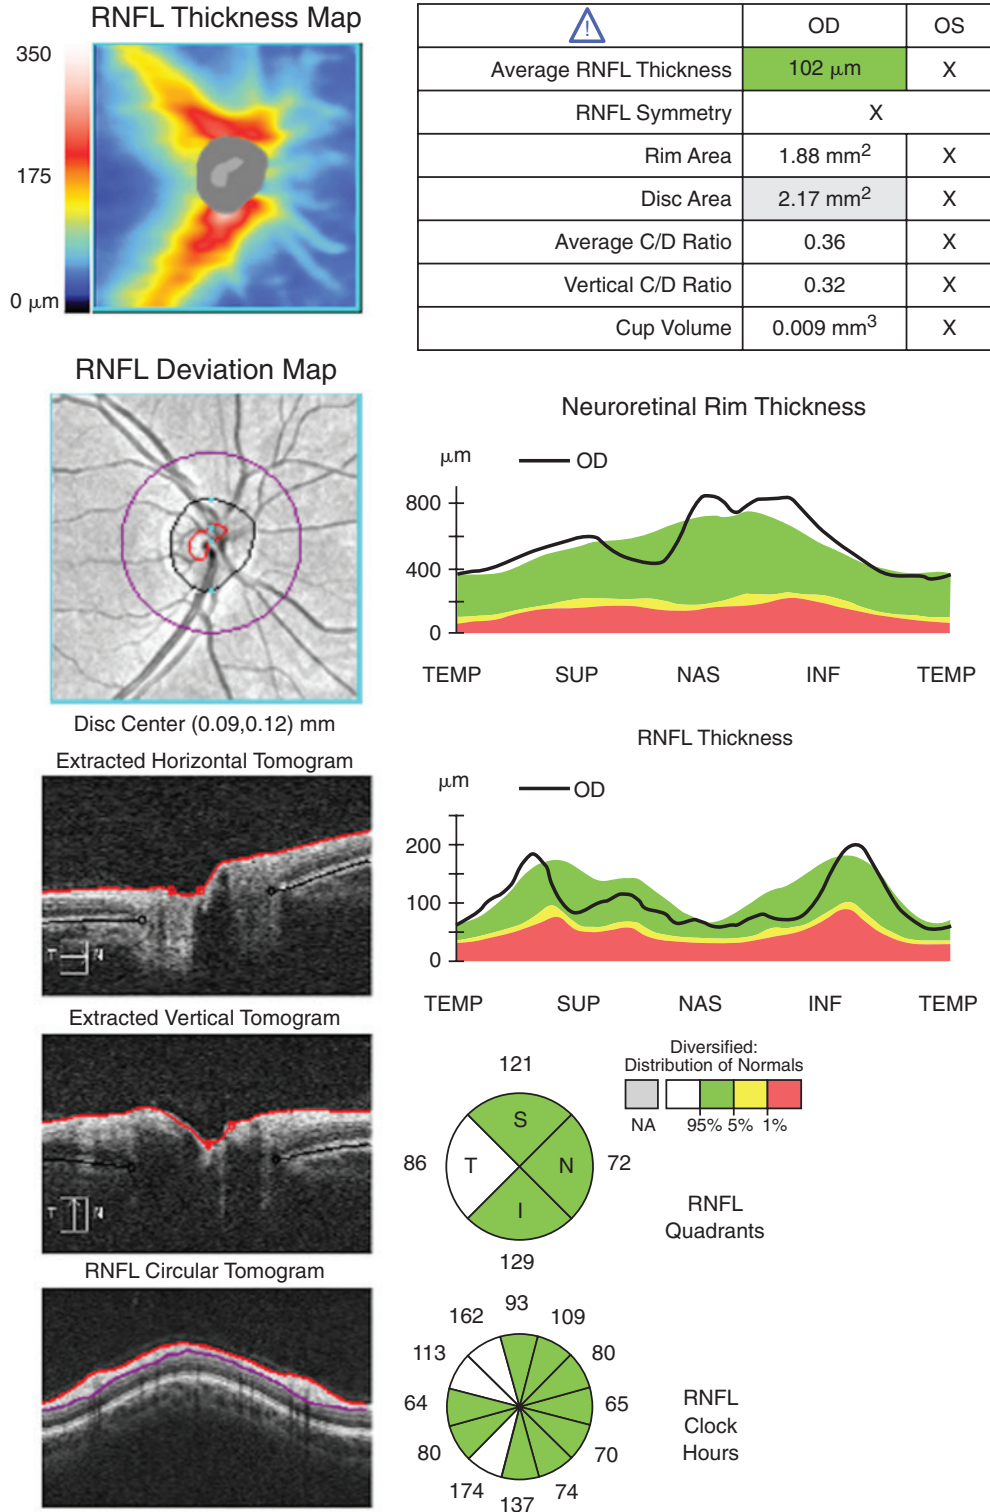 RNFL Thickness Map
350
175
0 μm
⚠ OD OS
Average RNFL Thickness 102 μm X
RNFL Symmetry X
Rim Area 1.88 mm² X
Disc Area 2.17 mm² X
Average C/D Ratio 0.36 X
Vertical C/D Ratio 0.32 X
Cup Volume 0.009 mm³ X
RNFL Deviation Map
Disc Center (0.09,0.12) mm
Neuroretinal Rim Thickness
μm OD
800
400
0
TEMP SUP NAS INF TEMP
RNFL Thickness
μm OD
200
100
0
TEMP SUP NAS INF TEMP
Extracted Horizontal Tomogram
T N
Extracted Vertical Tomogram
T N
RNFL Circular Tomogram
Diversified:
Distribution of Normals
NA 95% 5% 1%
121
S
86 T N 72
I
129
RNFL
Quadrants
93
162 109
113 80
64 65
80 70
174 74
137
RNFL
Clock
Hours